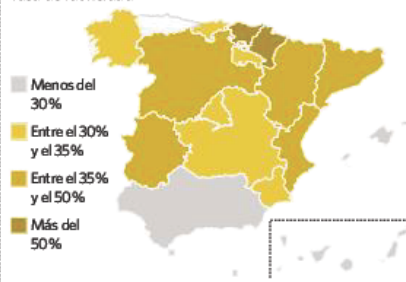 Menos del
30%
Entre el 30%
y el 35%
Entre el 35%
y el 50%
Más del
50%